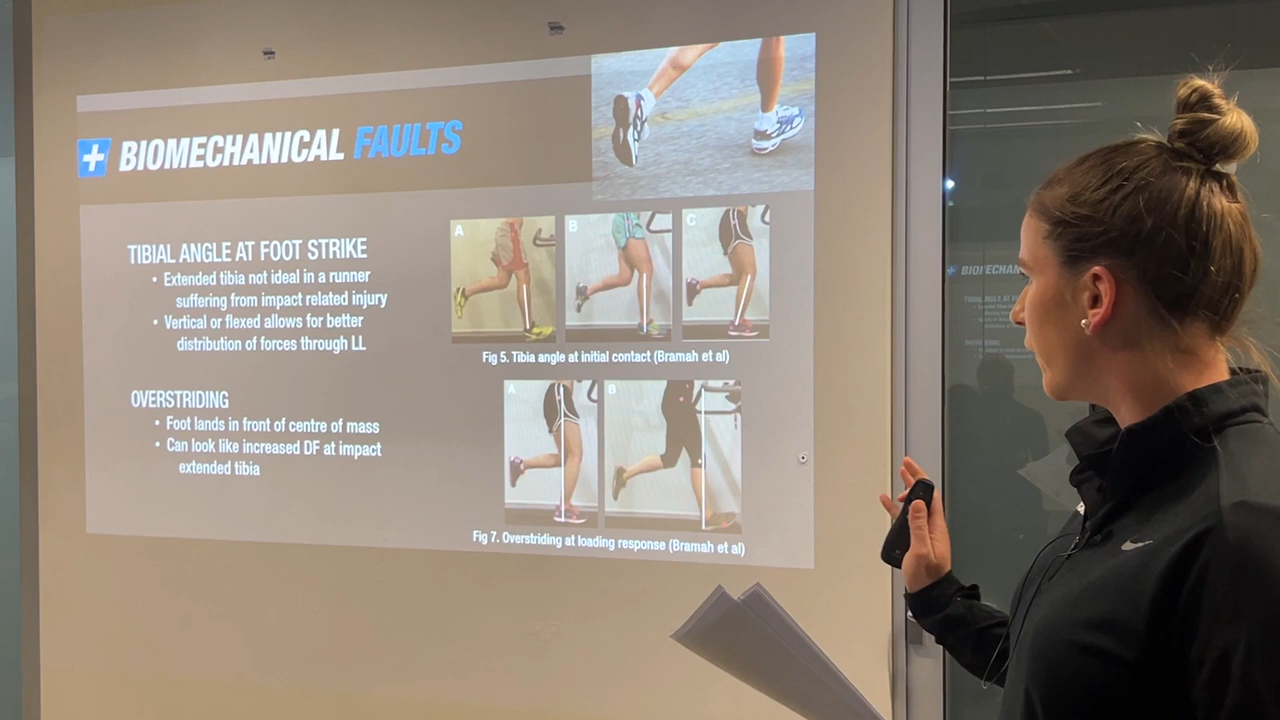 BIOMECHANICAL FAULTS
TIBIAL ANGLE AT FOOT STRIKE
• Extended tibia not ideal in a runner
suffering from impact related injury
• Vertical or flexed allows for better
distribution of forces through LL
A
B
C
Fig 5. Tibia angle at initial contact (Bramah et al)
OVERSTRIDING
• Foot lands in front of centre of mass
• Can look like increased DF at impact
extended tibia
A
B
Fig 7. Overstriding at loading response (Bramah et al)